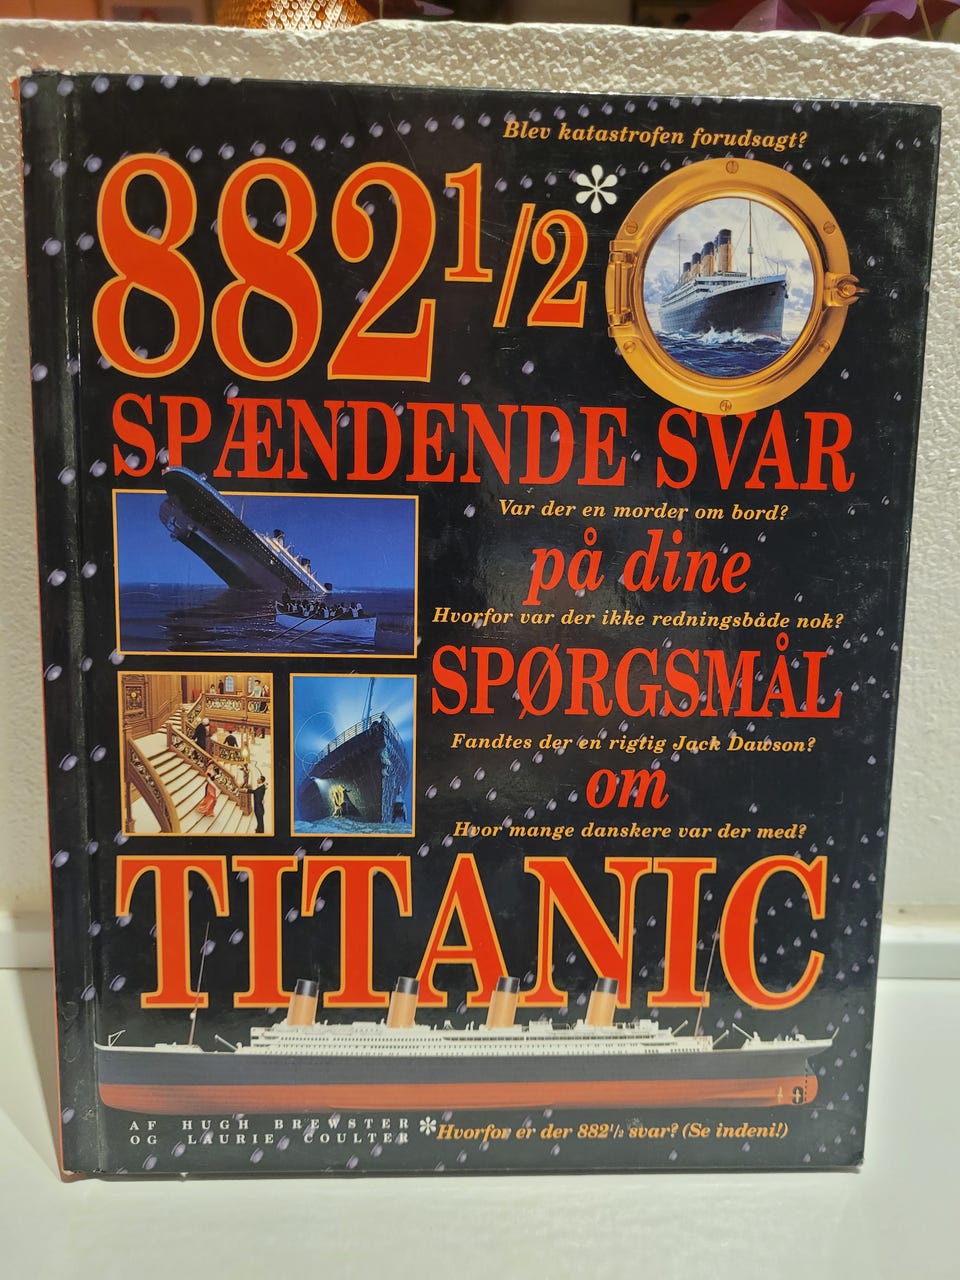 Blev katastrofen forudsagt?
882 1/2*
SPÆNDENDE SVAR
Var der en morder om bord?
på dine
Hvorfor var der ikke redningsbåde nok?
SPØRGSMÅL
Fandtes der en rigtig Jack Dawson?
om
Hvor mange danskere var der med?
TITANIC
AF HUGH BREWSTER
OG LAURIE COULTER
*Hvorfor er der 882 1/2 svar? (Se indeni!)